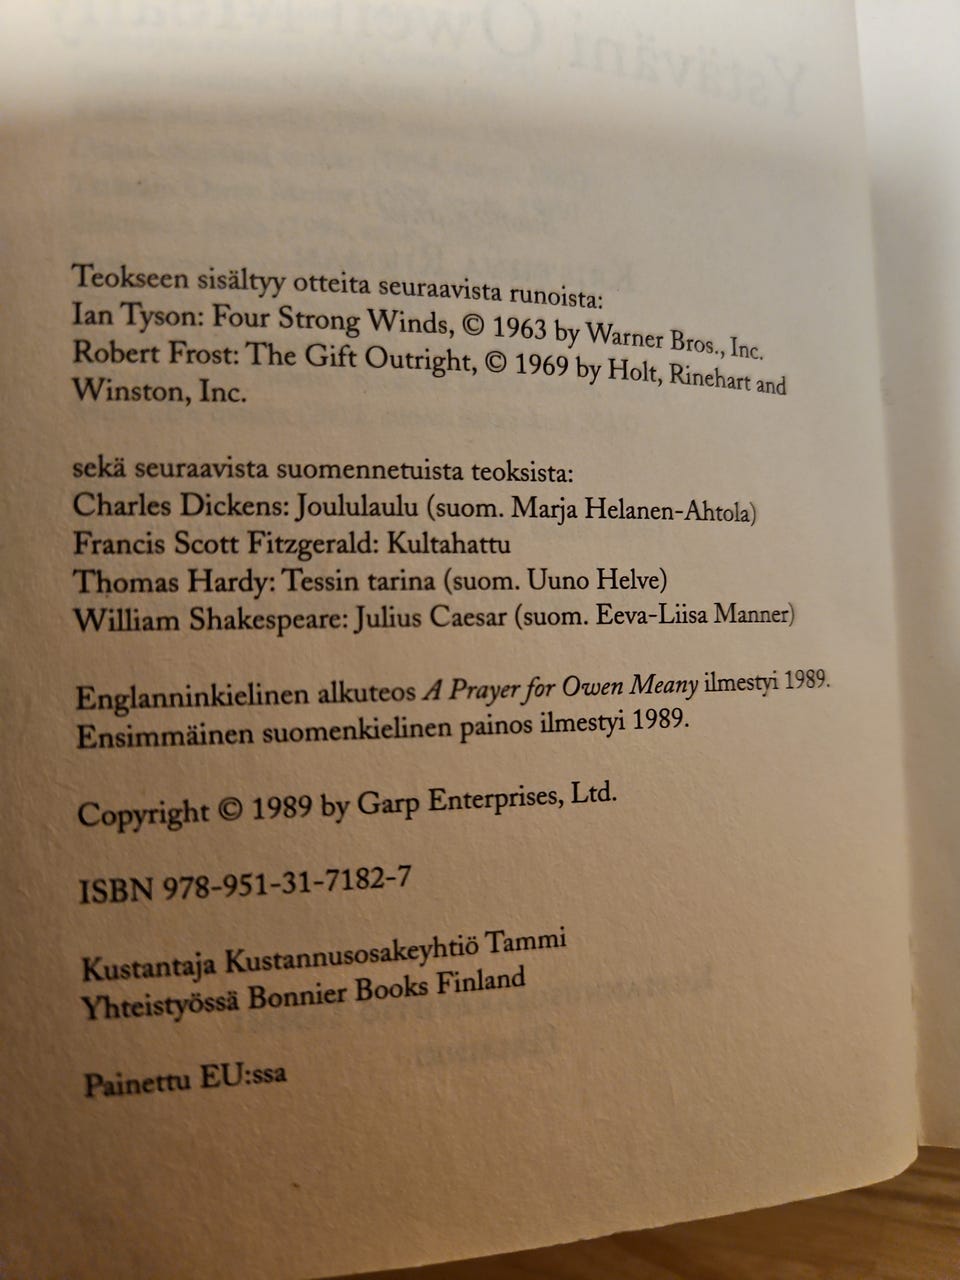 Teokseen sisältyy otteita seuraavista runoista:
Ian Tyson: Four Strong Winds, © 1963 by Warner Bros., Inc.
Robert Frost: The Gift Outright, © 1969 by Holt, Rinehart and
Winston, Inc.
sekä seuraavista suomennetuista teoksista:
Charles Dickens: Joululaulu (suom. Marja Helanen-Ahtola)
Francis Scott Fitzgerald: Kultahattu
Thomas Hardy: Tessin tarina (suom. Uuno Helve)
William Shakespeare: Julius Caesar (suom. Eeva-Liisa Manner)
Englanninkielinen alkuteos A Prayer for Owen Meany ilmestyi 1989.
Ensimmäinen suomenkielinen painos ilmestyi 1989.
Copyright © 1989 by Garp Enterprises, Ltd.
ISBN 978-951-31-7182-7
Kustantaja Kustannusosakeyhtiö Tammi
Yhteistyössä Bonnier Books Finland
Painettu EU:ssa